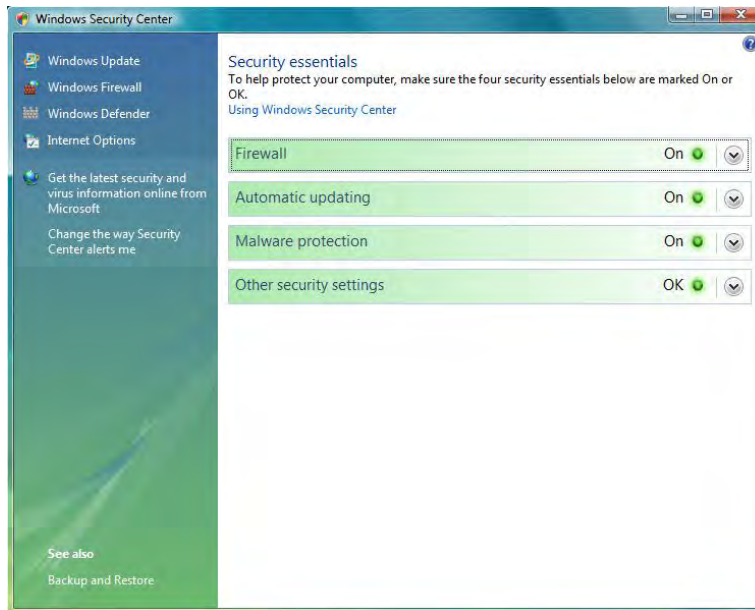 Windows Security Center
Windows Update
Windows Firewall
Windows Defender
Internet Options
Get the latest security and
virus information online from
Microsoft
Change the way Security
Center alerts me
See also
Backup and Restore
Security essentials
To help protect your computer, make sure the four security essentials below are marked On or
OK.
Using Windows Security Center
Firewall On
Automatic updating On
Malware protection On
Other security settings OK